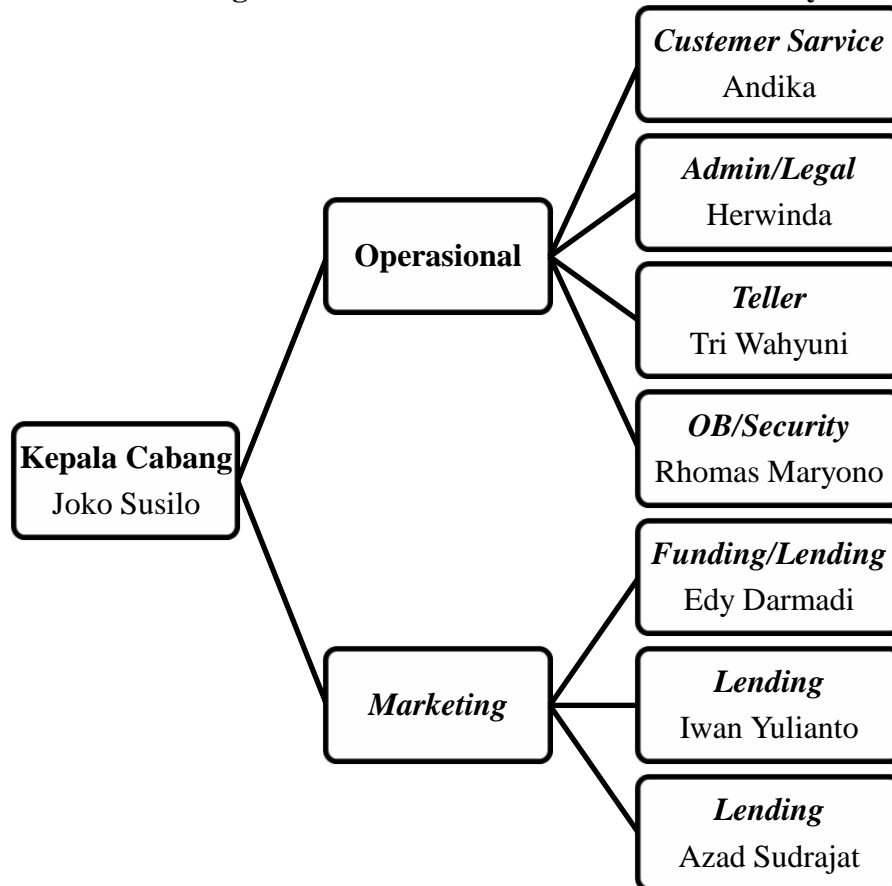 Custemer Sarvice
Andika
Admin/Legal
Herwinda
Operasional
Teller
Tri Wahyuni
OB/Security
Rhomas Maryono
Kepala Cabang
Joko Susilo
Funding/Lending
Edy Darmadi
Marketing
Lending
Iwan Yulianto
Lending
Azad Sudrajat